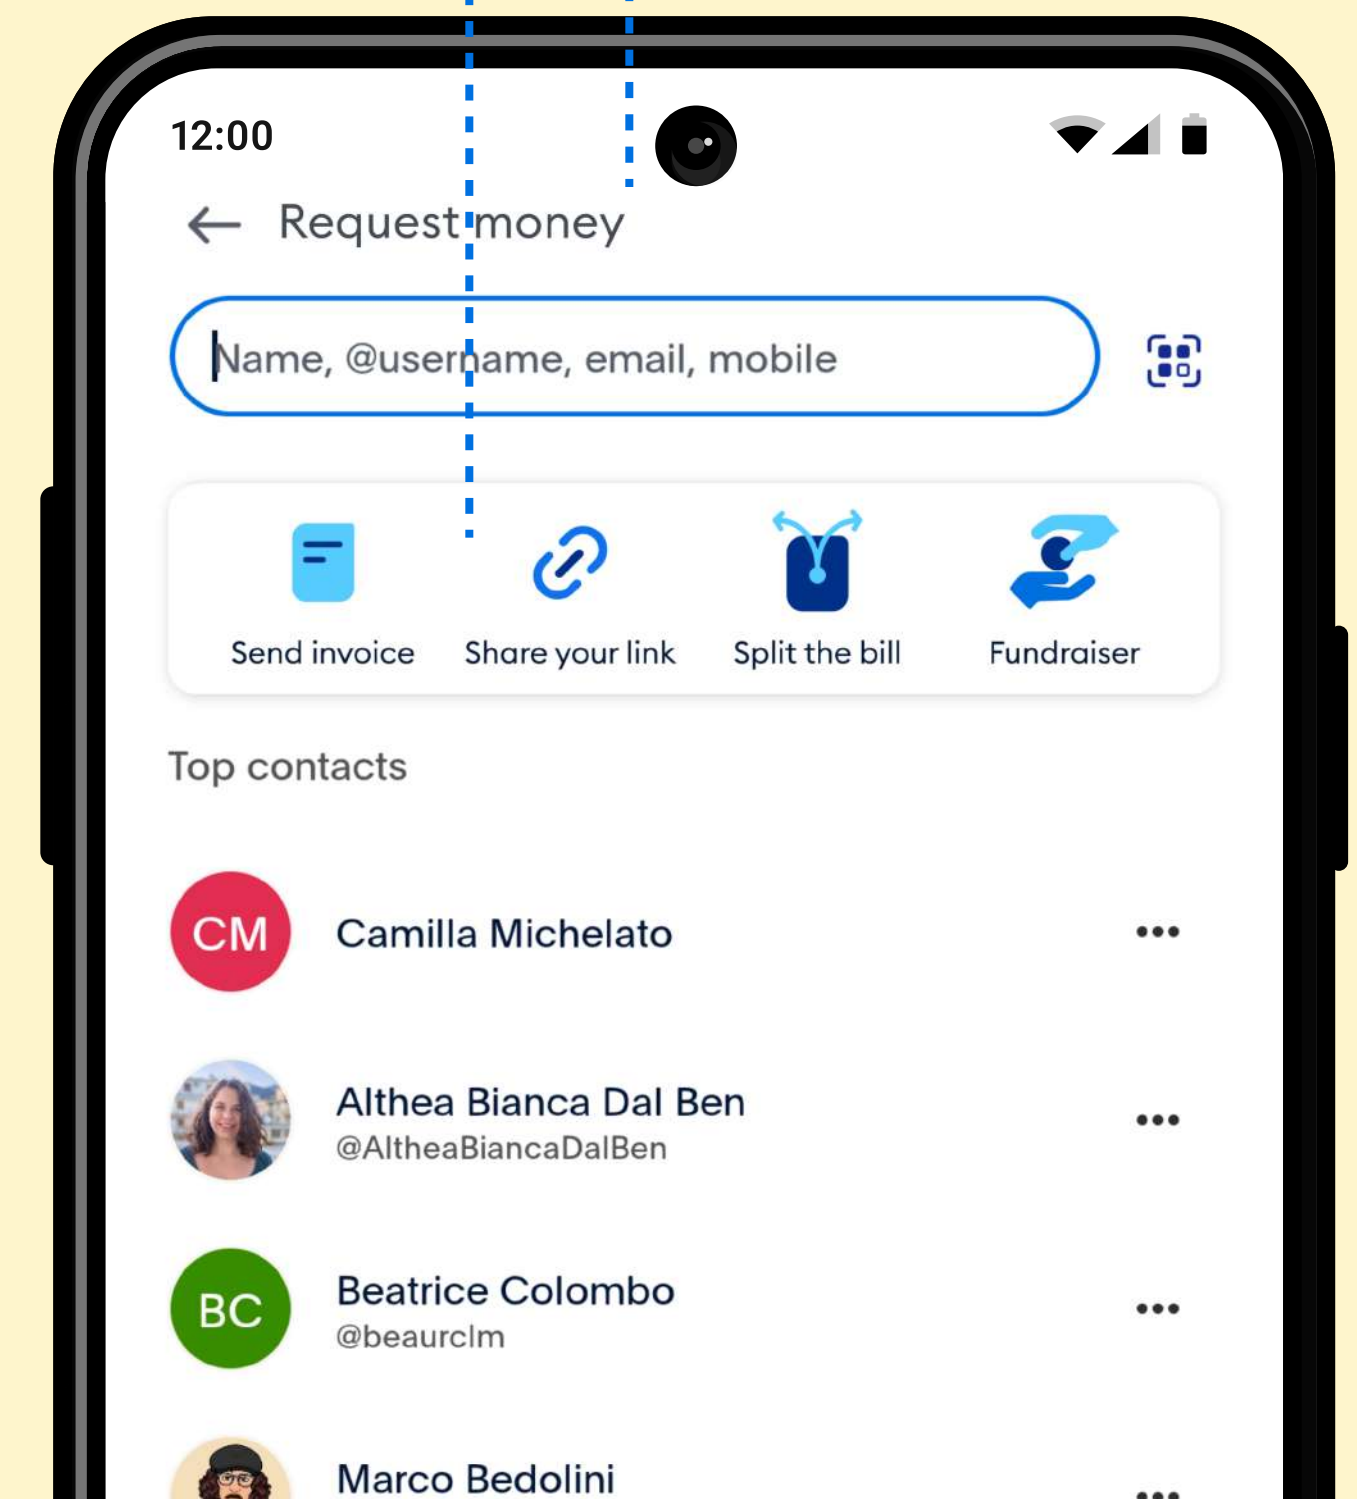 12:00
Request money
Name, @username, email, mobile
Send invoice
Share your link
Split the bill
Fundraiser
Top contacts
CM
Camilla Michelato
Althea Bianca Dal Ben
@AltheaBiancaDalBen
BC
Beatrice Colombo
@beaurclm
Marco Bedolini